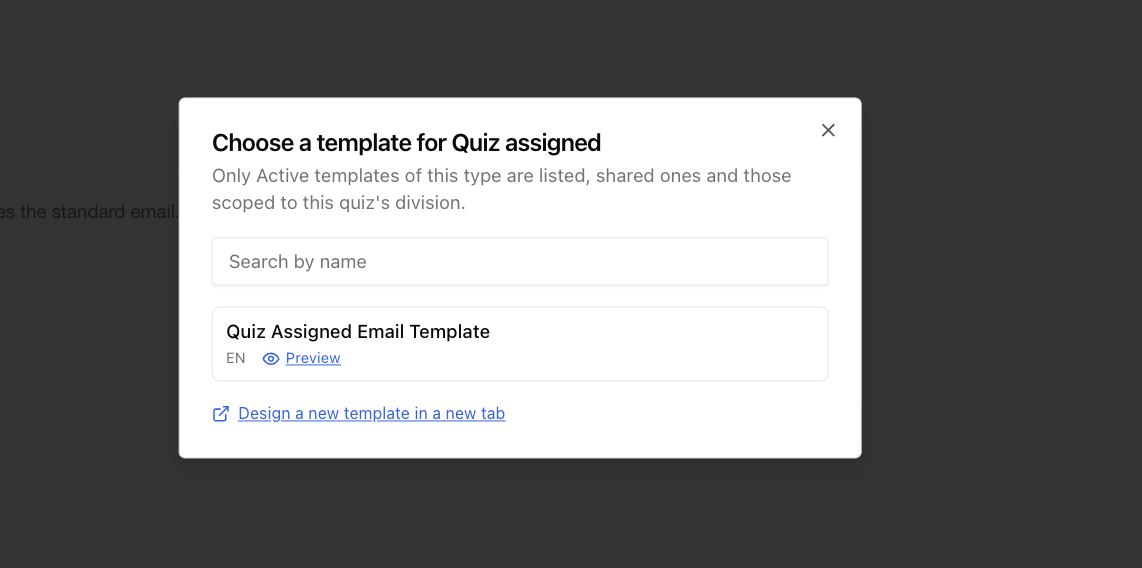 Choose a template for Quiz assigned
Only Active templates of this type are listed, shared ones and those
scoped to this quiz's division.
es the standard email.
Search by name
Quiz Assigned Email Template
EN Preview
Design a new template in a new tab